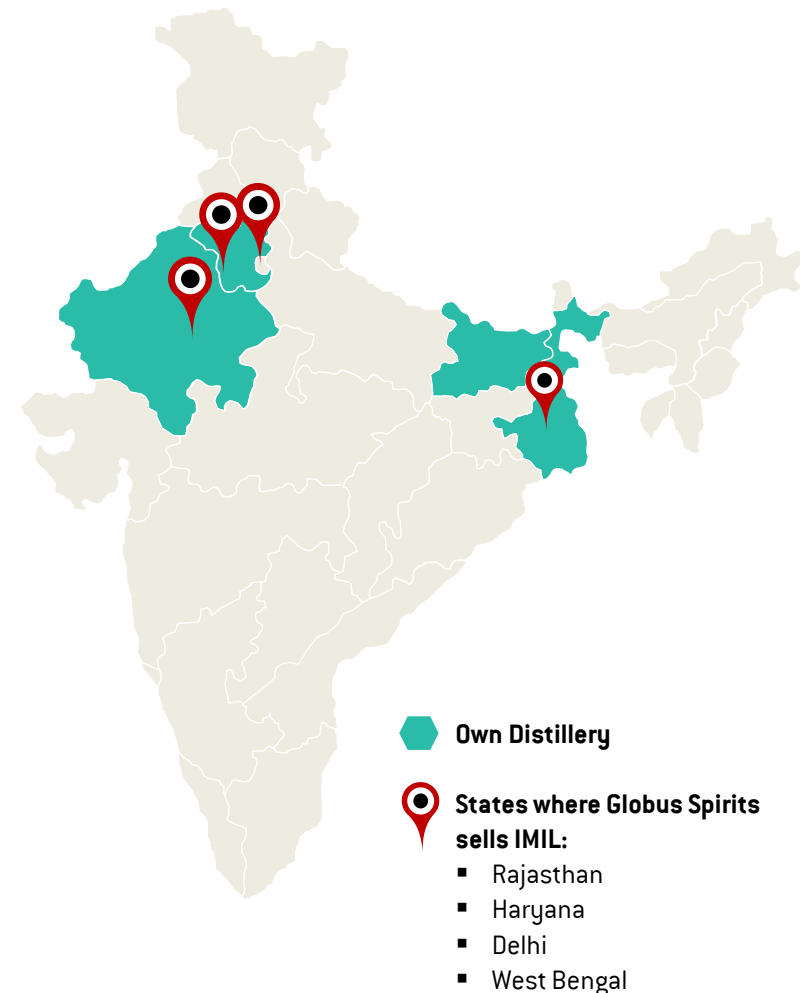 Own Distillery
States where Globus Spirits
sells IMIL:
▪ Rajasthan
▪ Haryana
▪ Delhi
▪ West Bengal